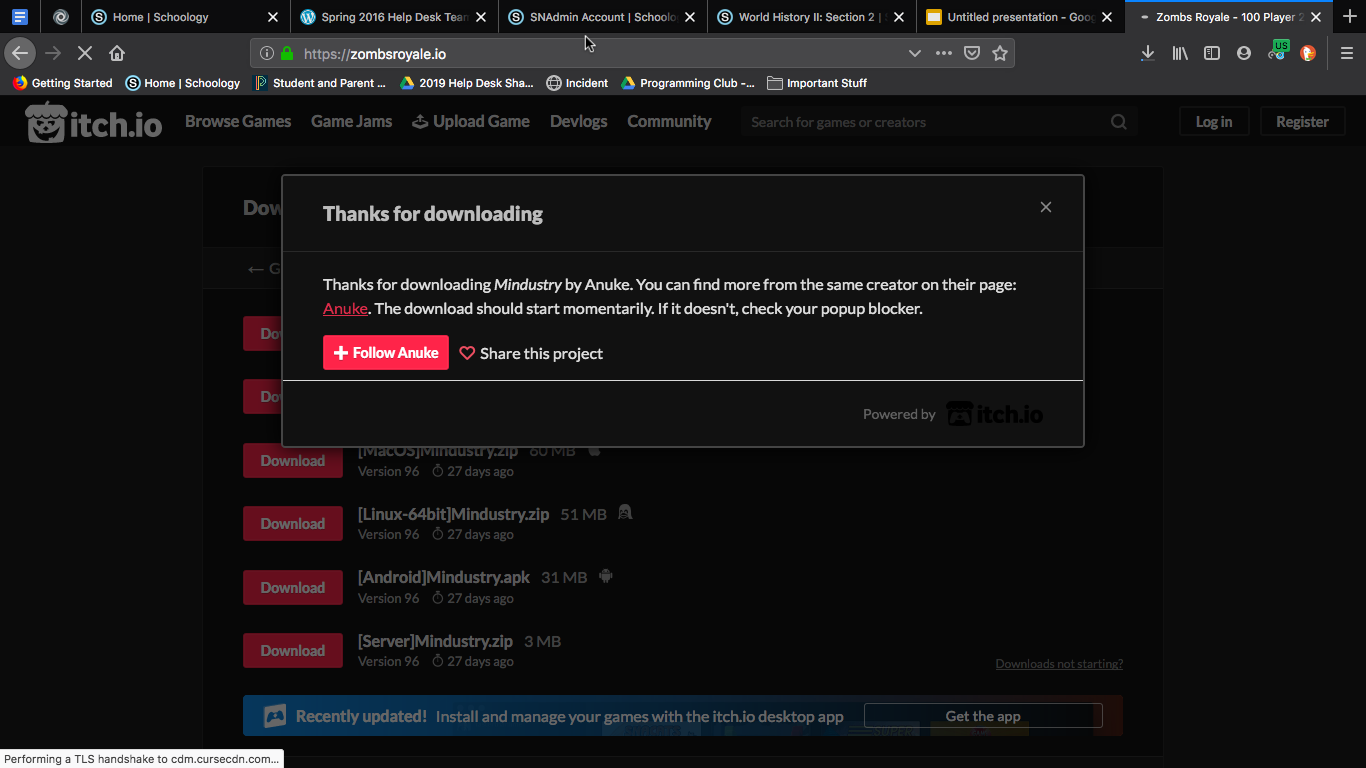 Home | Schoology
Spring 2016 Help Desk Tean
SNAdmin Account | Schoolo
World History II: Section 2 |
Untitled presentation - Goog
Zombs Royale - 100 Player 2
https://zombsroyale.io
US
Getting Started
Home | Schoology
Student and Parent ...
2019 Help Desk Sha...
Incident
Programming Club -...
Important Stuff
itch.io
Browse Games
Game Jams
Upload Game
Devlogs
Community
Search for games or creators
Log in
Register
Dow
Thanks for downloading
← G
Thanks for downloading Mindustry by Anuke. You can find more from the same creator on their page:
Anuke. The download should start momentarily. If it doesn't, check your popup blocker.
Do
Follow Anuke
Share this project
Do
Powered by itch.io
Download
[MacOS]Mindustry.zip 60 MB
Version 96 27 days ago
Download
[Linux-64bit]Mindustry.zip 51 MB
Version 96 27 days ago
Download
[Android]Mindustry.apk 31 MB
Version 96 27 days ago
Download
[Server]Mindustry.zip 3 MB
Version 96 27 days ago
Downloads not starting?
Recently updated! Install and manage your games with the itch.io desktop app
Get the app
Performing a TLS handshake to cdm.cursecdn.com...